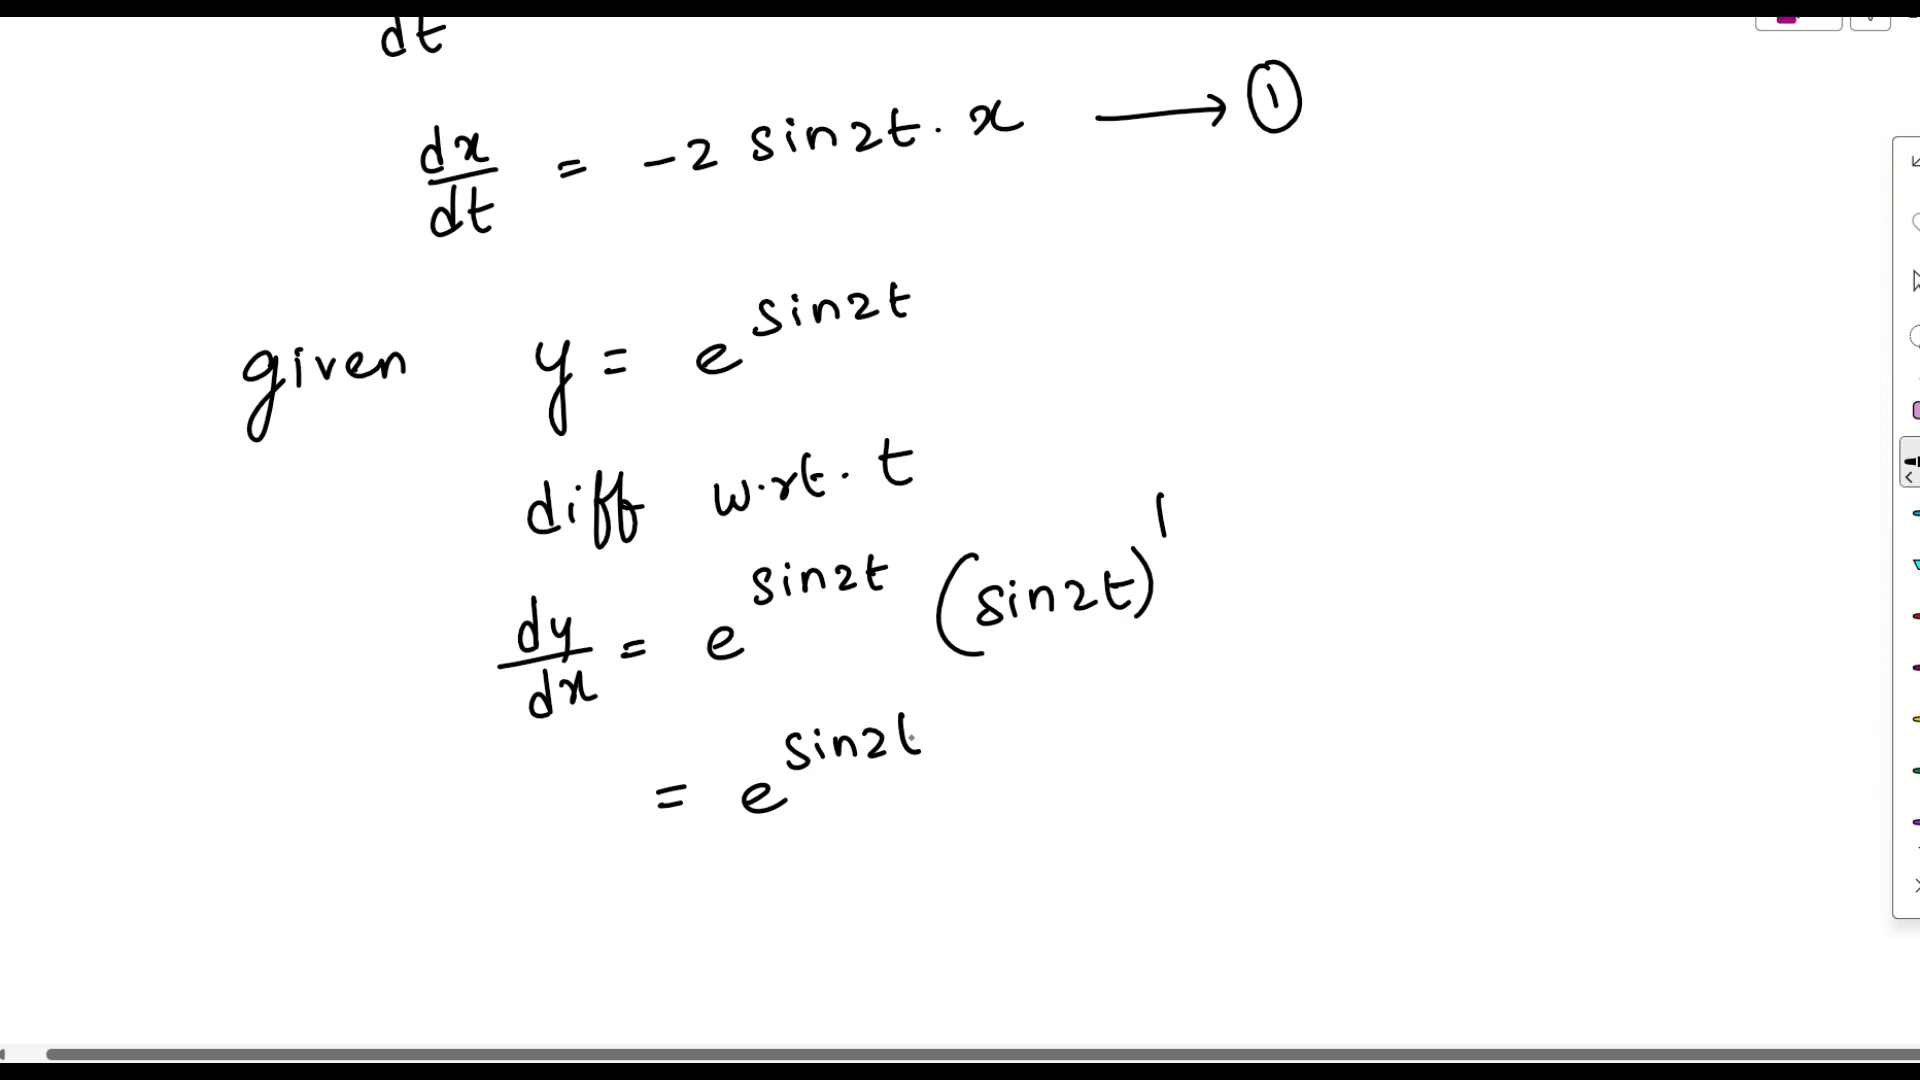 dt
dx/dt = -2 sin2t · x → ①
given y = e^sin2t
diff w.r.t. t
dy/dx = e^sin2t (sin2t)'
= e^sin2t